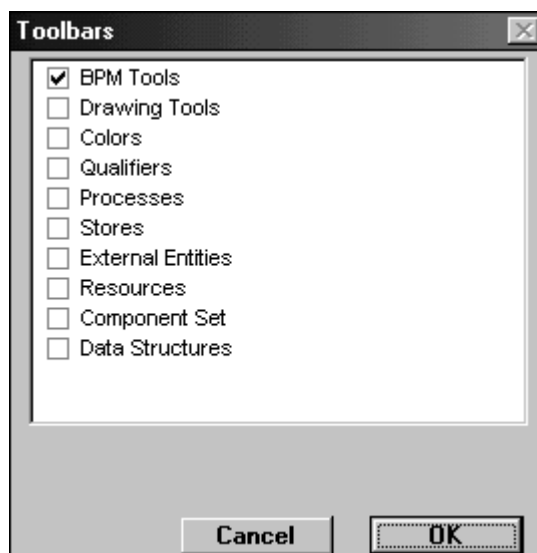 Toolbars
BPM Tools
Drawing Tools
Colors
Qualifiers
Processes
Stores
External Entities
Resources
Component Set
Data Structures
Cancel OK